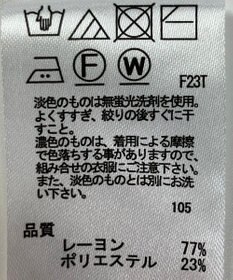 F W
F23T
淡色のものは無蛍光洗剤を使用。
よくすすぎ、絞りの後すぐに干
すこと。
濃色のものは、着用による摩擦
で色落ちする事がありますので、
組み合せの衣服にご注意下さい。
また、淡色のものとは別にお洗
い下さい。
105
品質
レーヨン 77%
ポリエステル 23%